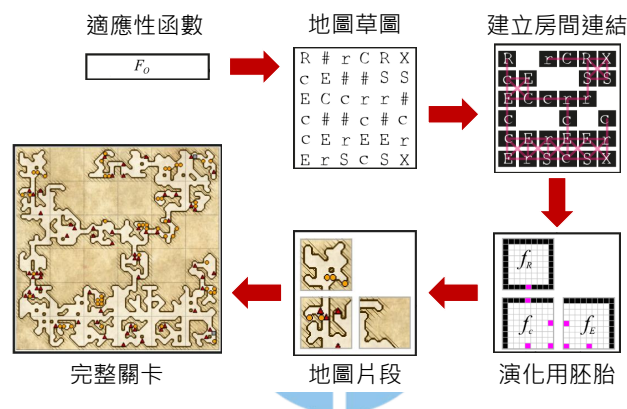 適應性函數
地圖草圖
建立房間連結
F_O
R # r C R X
c E # # S S
E C c r r #
c # # c # c
c E r E E r
E r S c S X
R r C R X
c E S S
E C c r r
c c c
c E r E E r
E r S c S X
f_R
f_c f_E
完整關卡
地圖片段
演化用胚胎